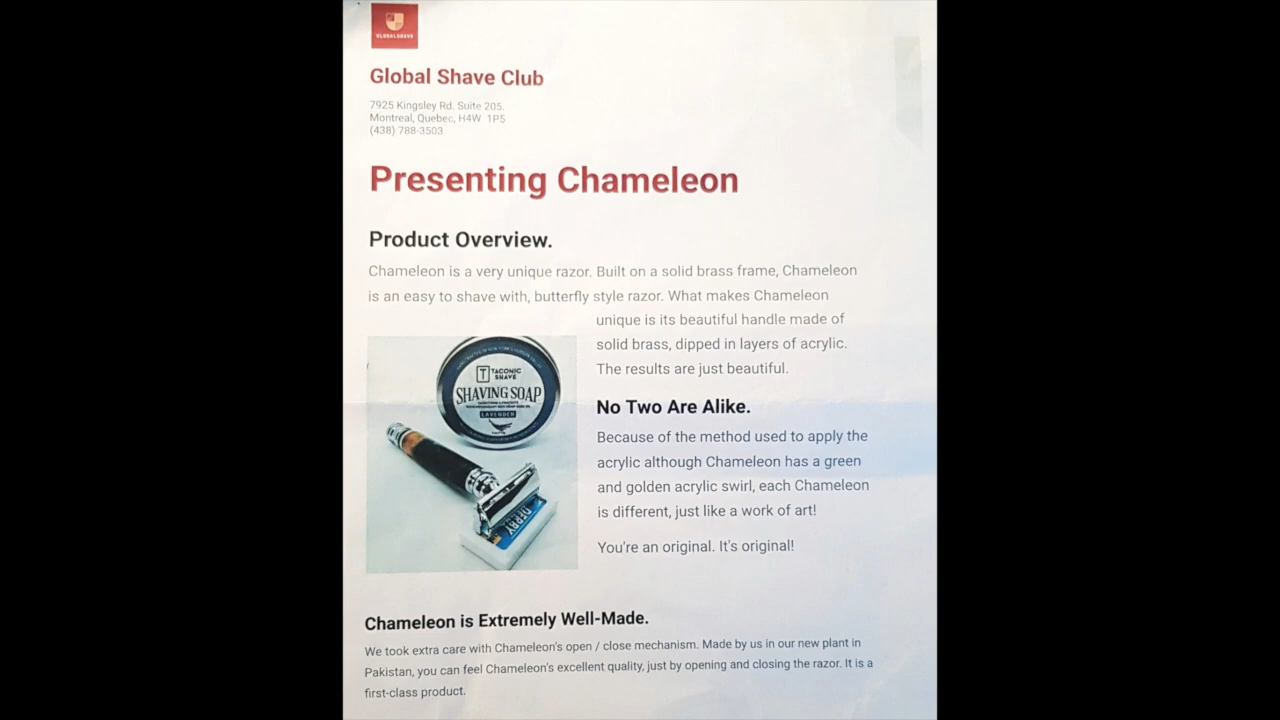 GLOBALSHAVE
Global Shave Club
7925 Kingsley Rd. Suite 205.
Montreal, Quebec, H4W 1P5
(438) 788-3503
Presenting Chameleon
Product Overview.
Chameleon is a very unique razor. Built on a solid brass frame, Chameleon
is an easy to shave with, butterfly style razor. What makes Chameleon
unique is its beautiful handle made of
solid brass, dipped in layers of acrylic.
The results are just beautiful.
TACONIC
SHAVE
SHAVING SOAP
LAVENDER
DERBY
No Two Are Alike.
Because of the method used to apply the
acrylic although Chameleon has a green
and golden acrylic swirl, each Chameleon
is different, just like a work of art!
You're an original. It's original!
Chameleon is Extremely Well-Made.
We took extra care with Chameleon's open / close mechanism. Made by us in our new plant in
Pakistan, you can feel Chameleon's excellent quality, just by opening and closing the razor. It is a
first-class product.